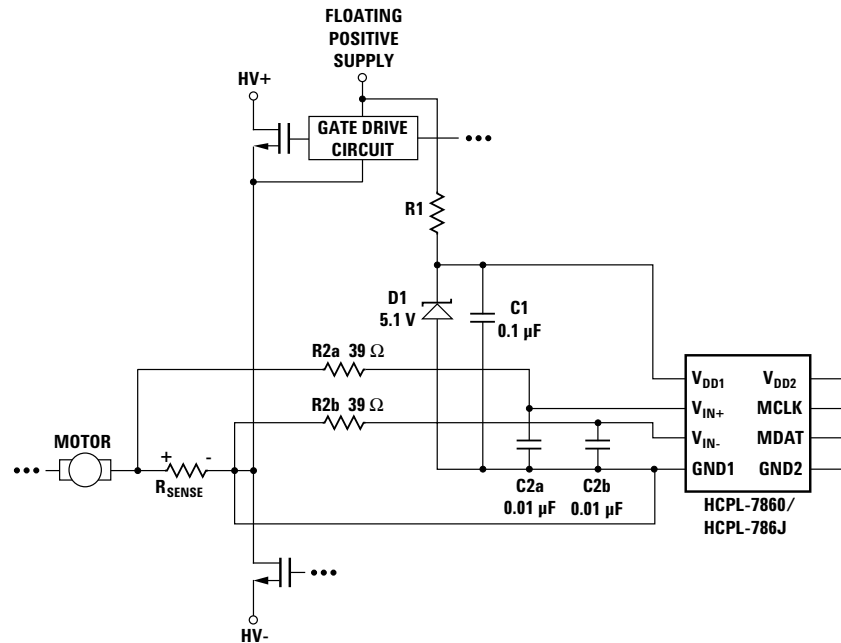 FLOATING
POSITIVE
SUPPLY
HV+
GATE DRIVE
CIRCUIT
•••
R1
D1
5.1 V
C1
0.1 µF
R2a 39 Ω
R2b 39 Ω
MOTOR
•••
+ -
RSENSE
C2a
0.01 µF
C2b
0.01 µF
VDD1 VDD2
VIN+ MCLK
VIN- MDAT
GND1 GND2
HCPL-7860/
HCPL-786J
•••
HV-